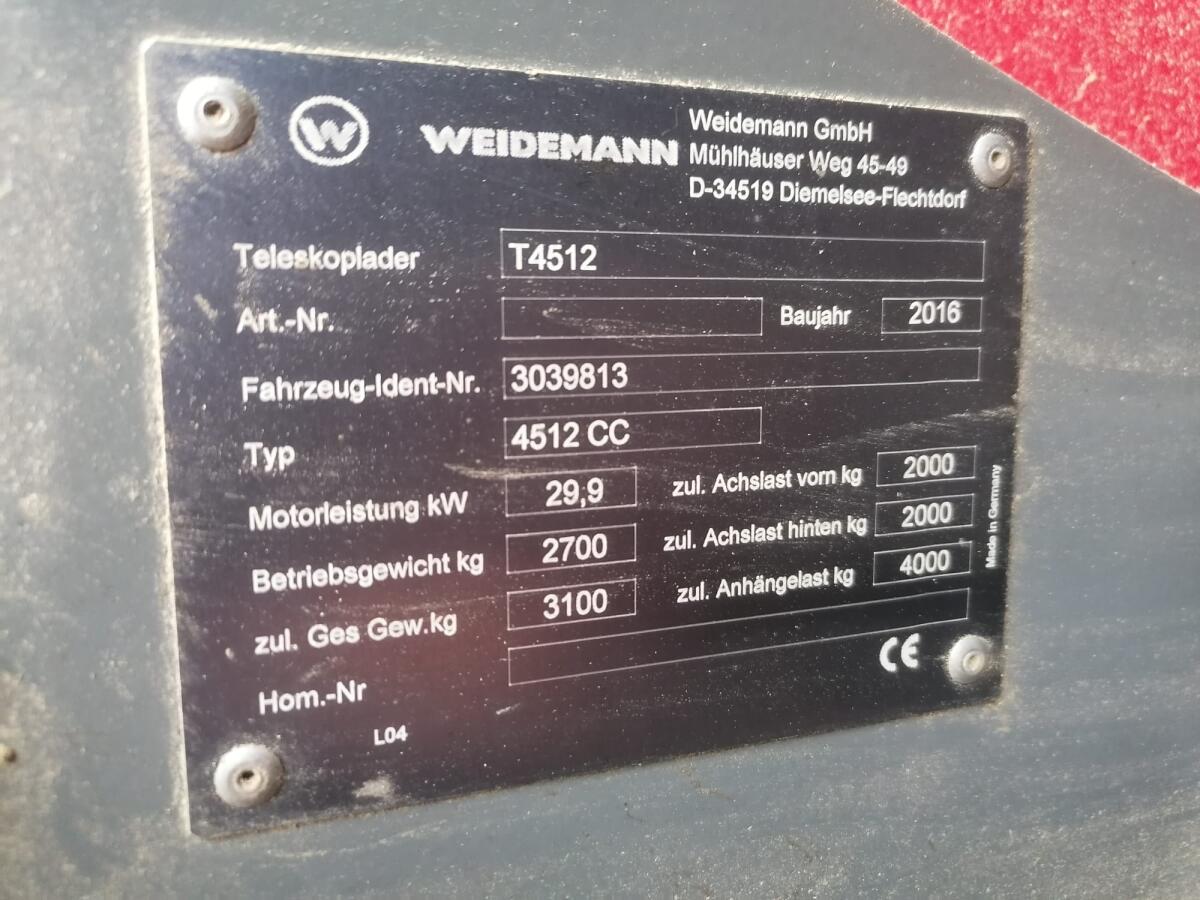 W WEIDEMANN
Weidemann GmbH
Mühlhäuser Weg 45-49
D-34519 Diemelsee-Flechtdorf
Teleskoplader T4512
Art.-Nr. Baujahr 2016
Fahrzeug-Ident-Nr. 3039813
Typ 4512 CC
Motorleistung kW 29,9 zul. Achslast vorn kg 2000
Betriebsgewicht kg 2700 zul. Achslast hinten kg 2000
zul. Ges Gew.kg 3100 zul. Anhängelast kg 4000
Hom.-Nr
CE
L04
Made in Germany